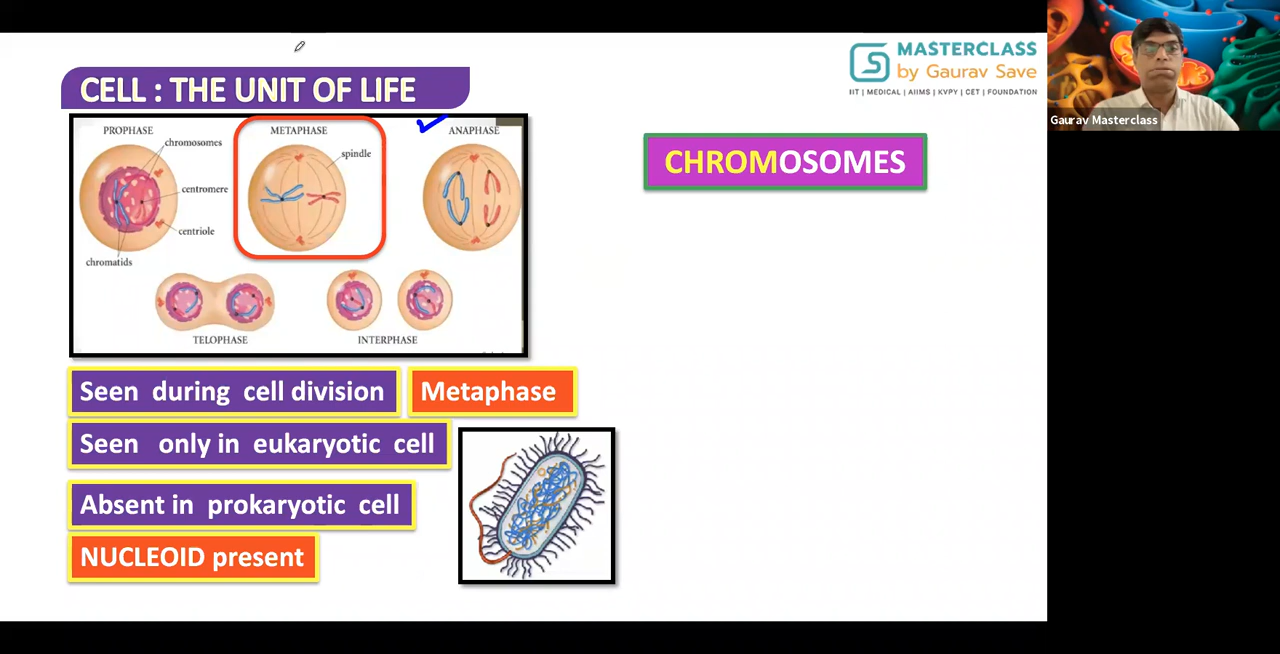 MASTERCLASS
by Gaurav Save
IIT | MEDICAL | AIIMS | KVPY | CET | FOUNDATION
Gaurav Masterclass
CELL : THE UNIT OF LIFE
PROPHASE
METAPHASE
ANAPHASE
chromosomes
spindle
centromere
centriole
chromatids
TELOPHASE
INTERPHASE
CHROMOSOMES
Seen during cell division
Metaphase
Seen only in eukaryotic cell
Absent in prokaryotic cell
NUCLEOID present